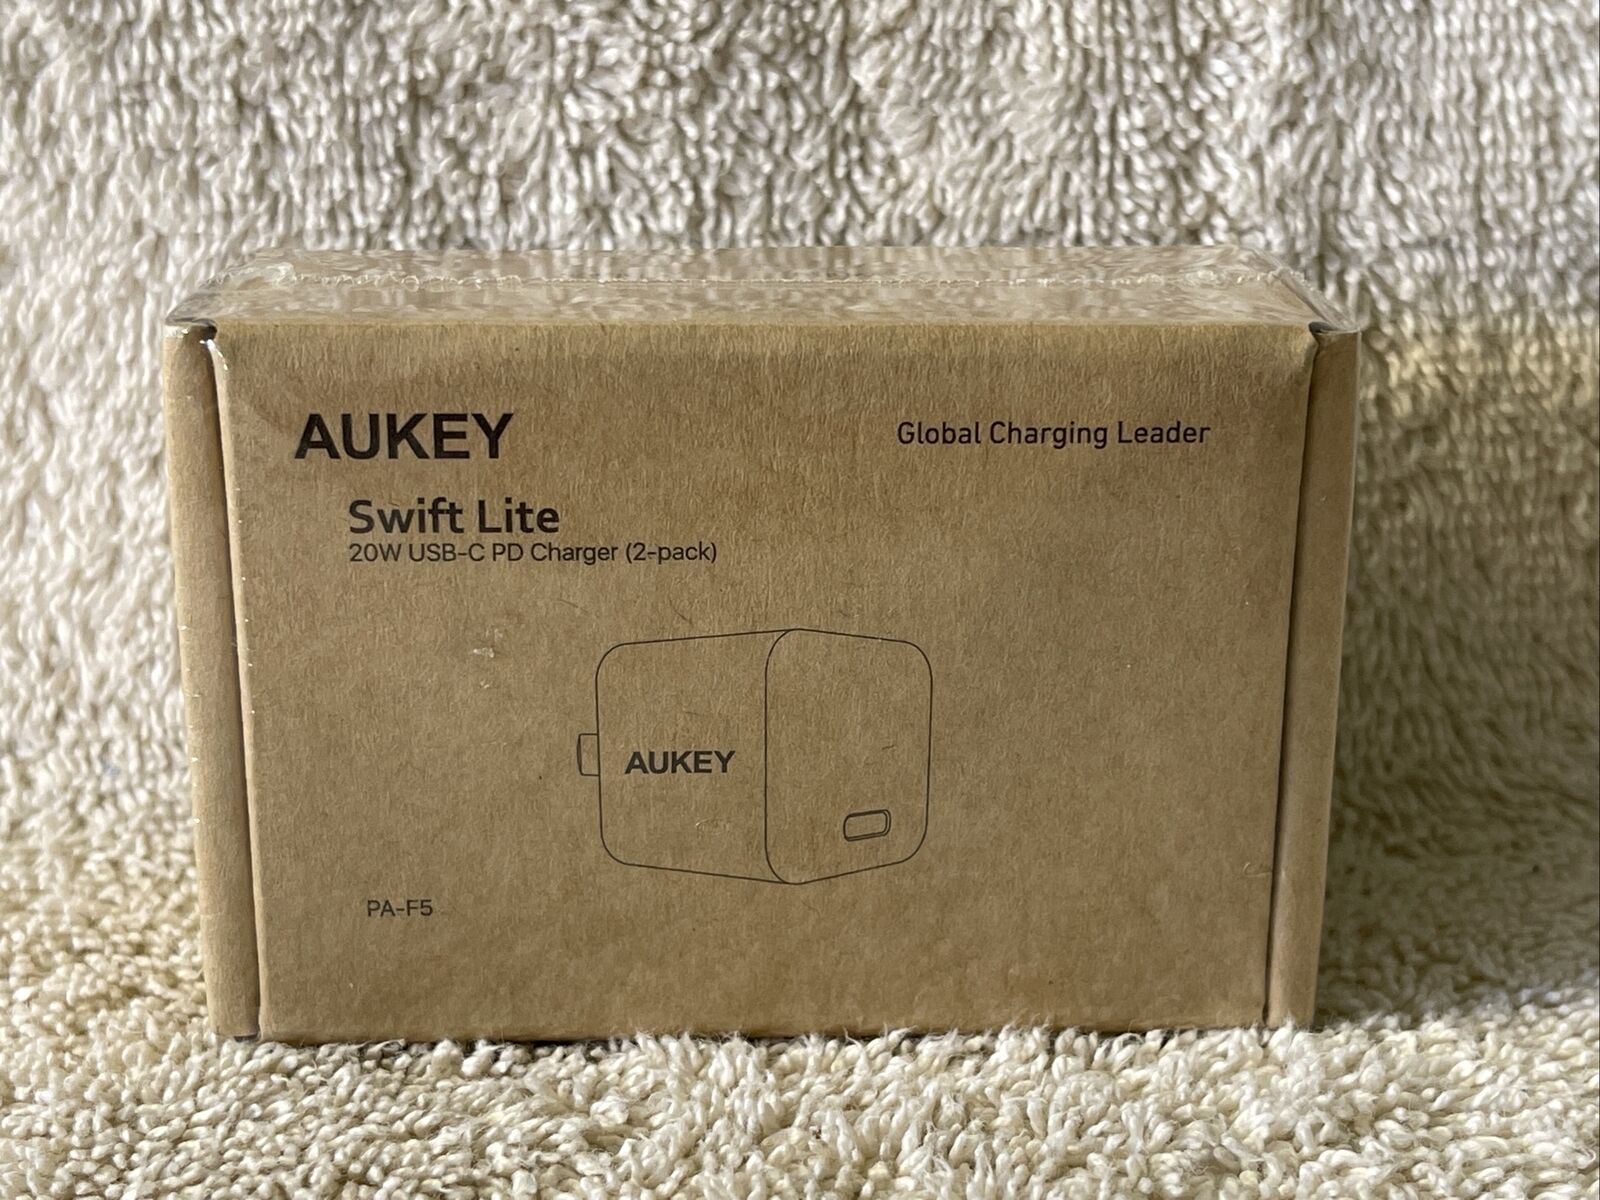 AUKEY
Global Charging Leader
Swift Lite
20W USB-C PD Charger (2-pack)
AUKEY
PA-F5